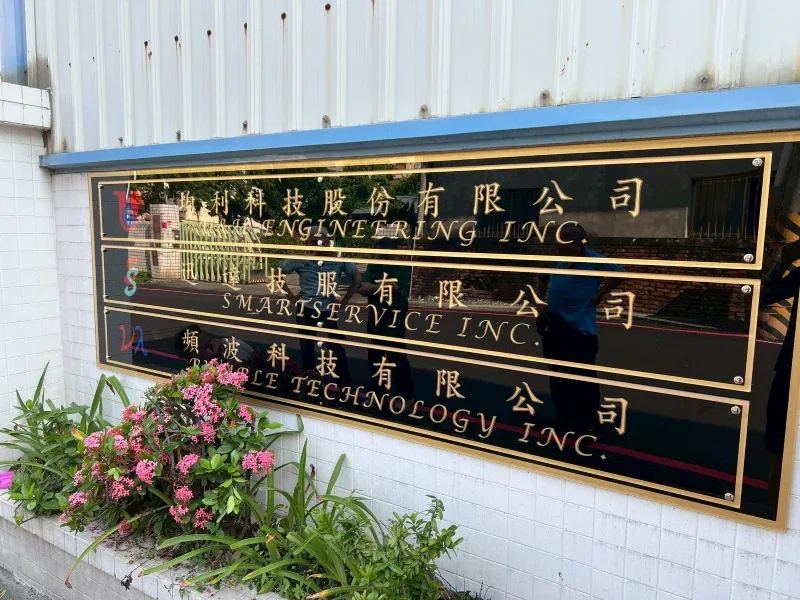 利科技股份有限公司
ENGINEERING INC.
技服有限公司
SMARTSERVICE INC.
頻波科技有限公司
TECHNOLOGY INC.